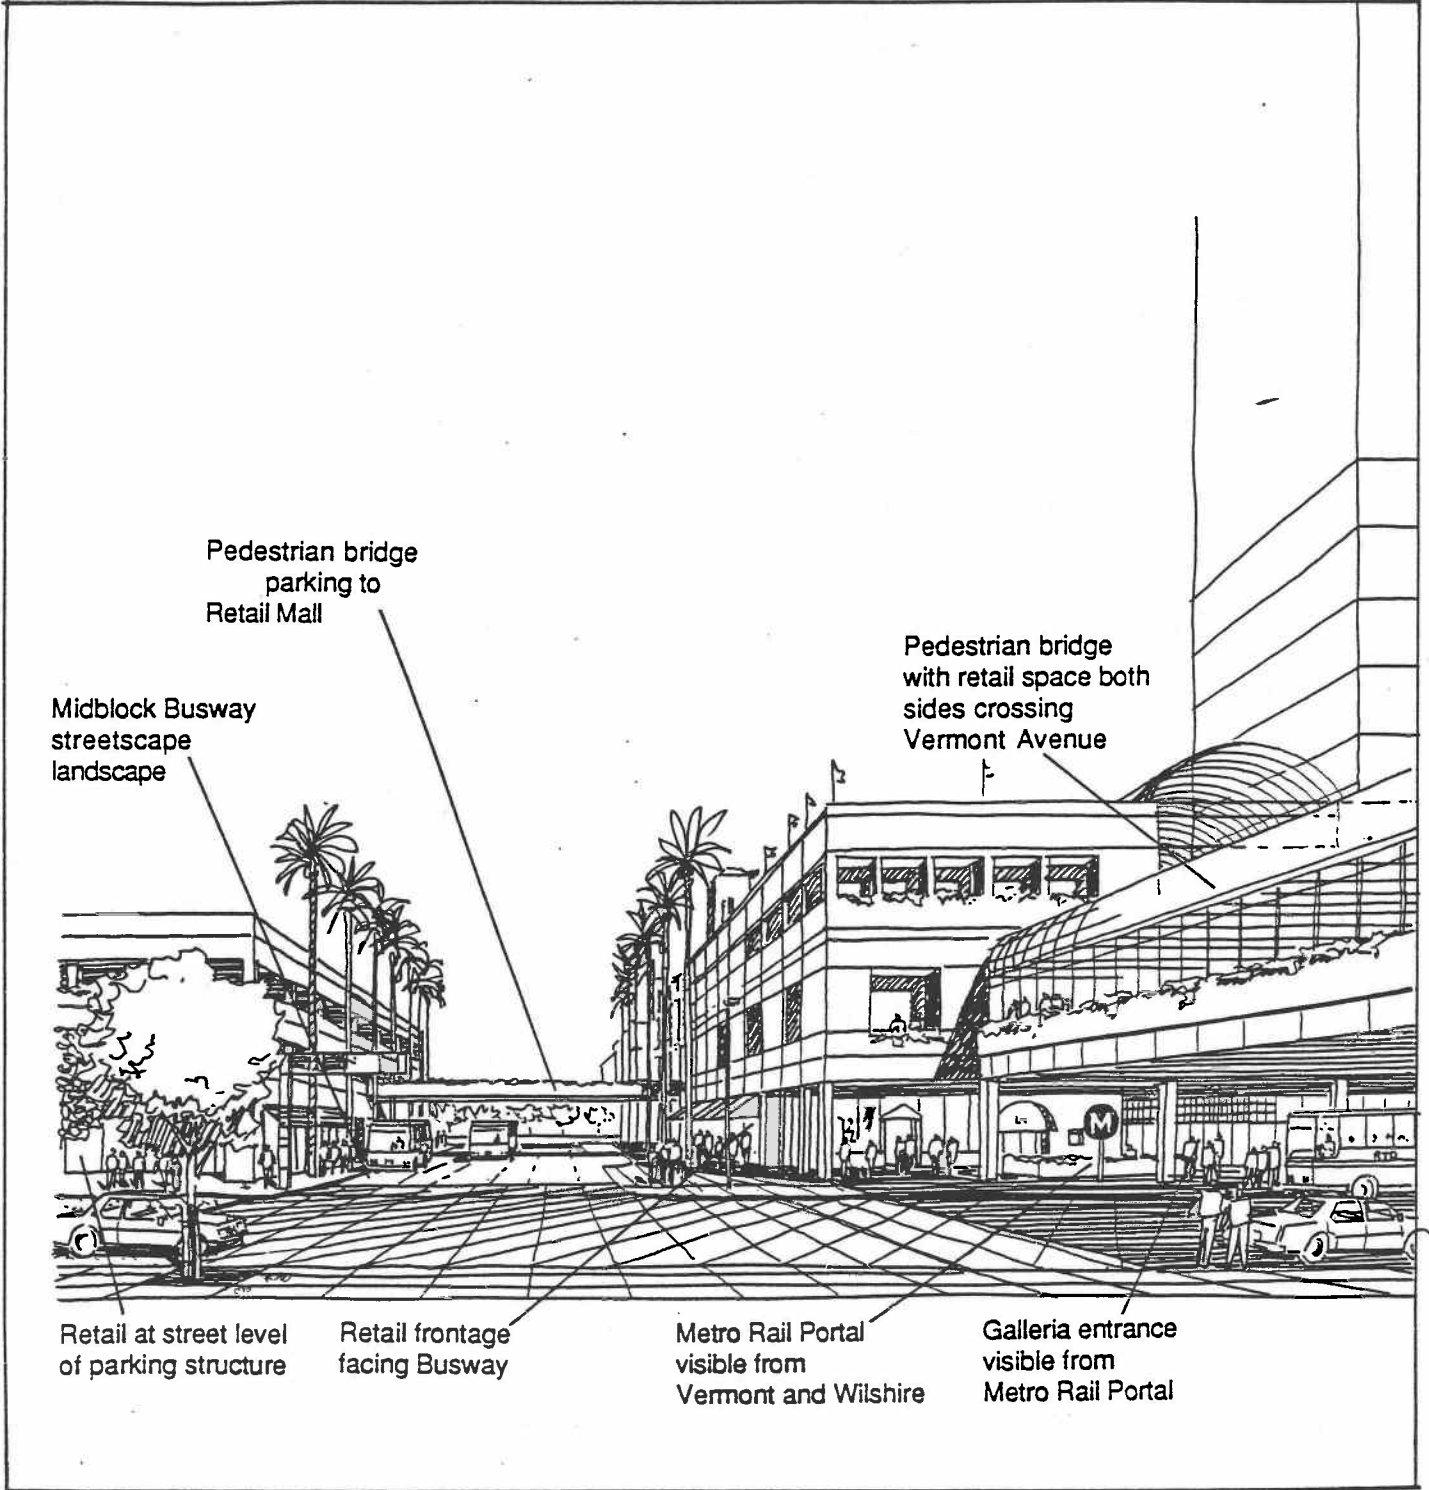 Pedestrian bridge
parking to
Retail Mall
Pedestrian bridge
with retail space both
sides crossing
Vermont Avenue
Midblock Busway
streetscape
landscape
M
RTD
Retail at street level
of parking structure
Retail frontage
facing Busway
Metro Rail Portal
visible from
Vermont and Wilshire
Galleria entrance
visible from
Metro Rail Portal